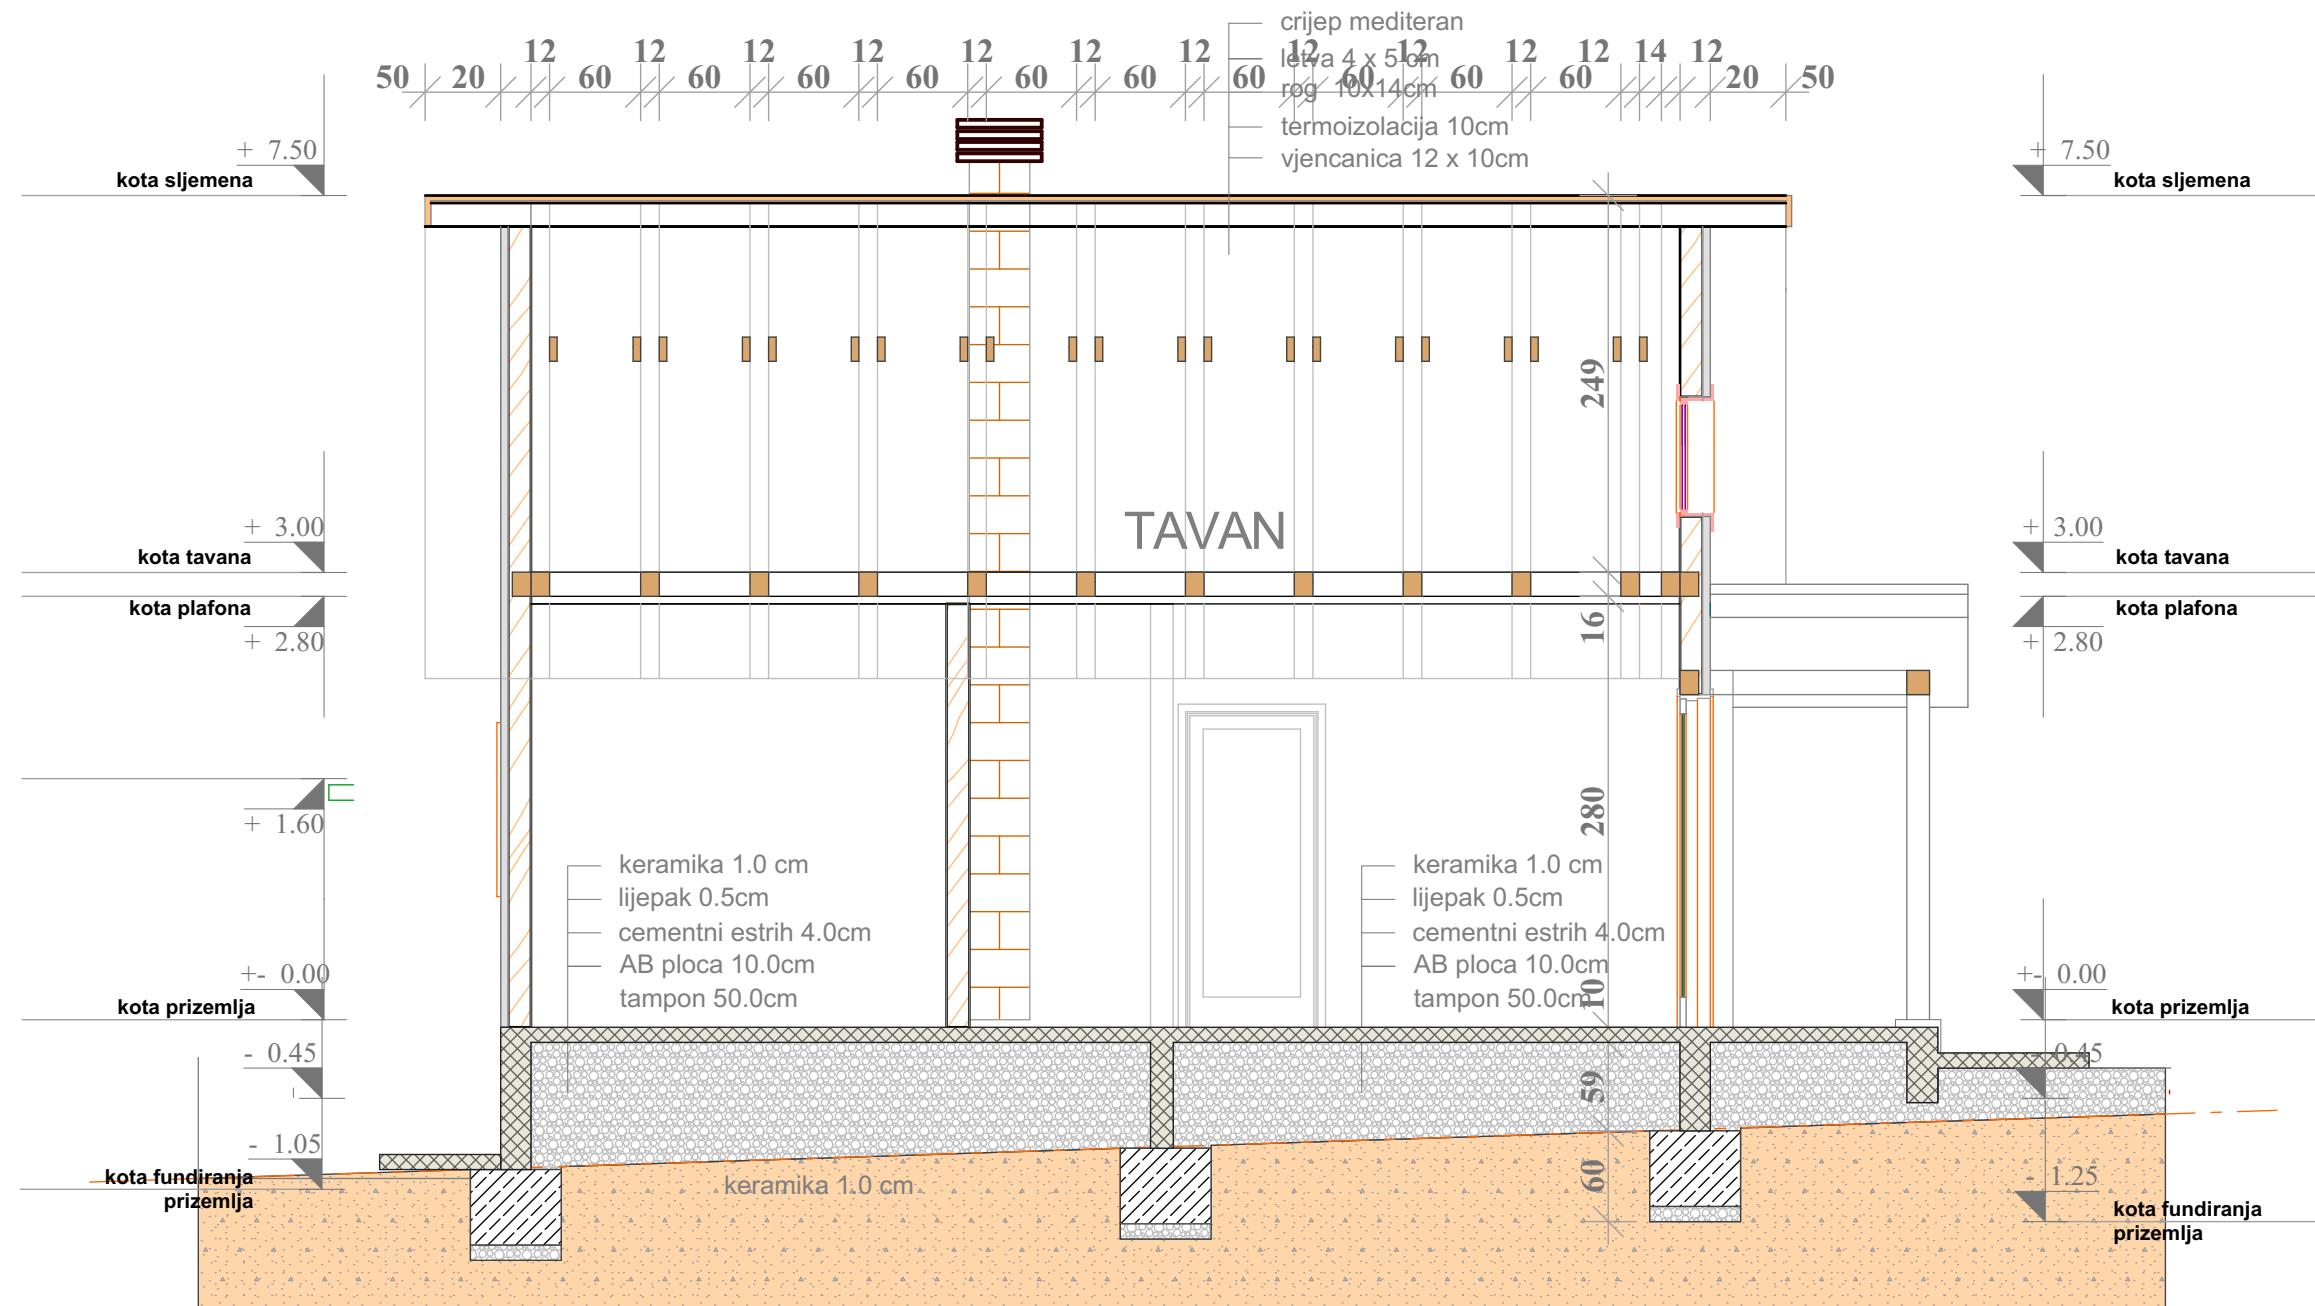 crijep mediteran
12 12 12 12 12 12 12 12 12 12 12 14 12
letva 4 x 5 cm
50 20 60 60 60 60 60 60 60 60 60 60 20 50
rog 10x14cm
termoizolacija 10cm
vjencanica 12 x 10cm
+ 7.50
kota sljemena
+ 7.50
kota sljemena
249
TAVAN
+ 3.00
kota tavana
+ 3.00
kota tavana
kota plafona
+ 2.80
kota plafona
+ 2.80
16
+ 1.60
280
keramika 1.0 cm
lijepak 0.5cm
cementni estrih 4.0cm
AB ploca 10.0cm
tampon 50.0cm
keramika 1.0 cm
lijepak 0.5cm
cementni estrih 4.0cm
AB ploca 10.0cm
tampon 50.0cm
10
+- 0.00
kota prizemlja
+- 0.00
kota prizemlja
- 0.45
- 0.45
59
- 1.05
kota fundiranja
prizemlja
keramika 1.0 cm
60
- 1.25
kota fundiranja
prizemlja